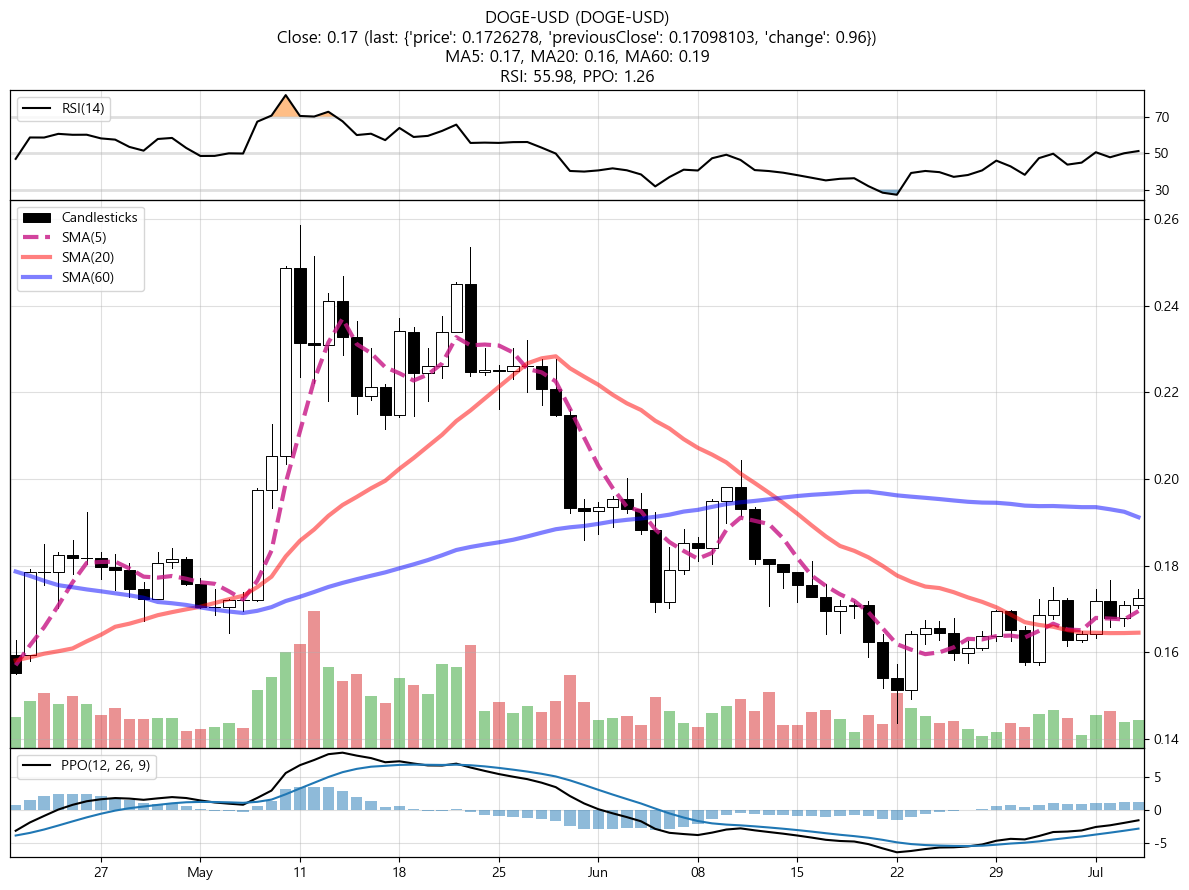 DOGE-USD (DOGE-USD)
Close: 0.17 (last: {'price': 0.1726278, 'previousClose': 0.17098103, 'change': 0.96})
MA5: 0.17, MA20: 0.16, MA60: 0.19
RSI: 55.98, PPO: 1.26
RSI(14)
70
50
30
Candlesticks
SMA(5)
SMA(20)
SMA(60)
0.26
0.24
0.22
0.20
0.18
0.16
0.14
PPO(12, 26, 9)
5
0
-5
27 May 11 18 25 Jun 08 15 22 29 Jul